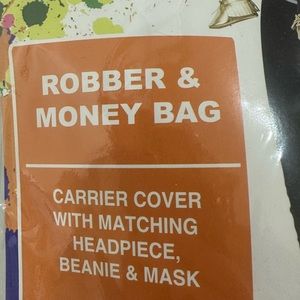 ROBBER &
MONEY BAG
CARRIER COVER
WITH MATCHING
HEADPIECE,
BEANIE & MASK